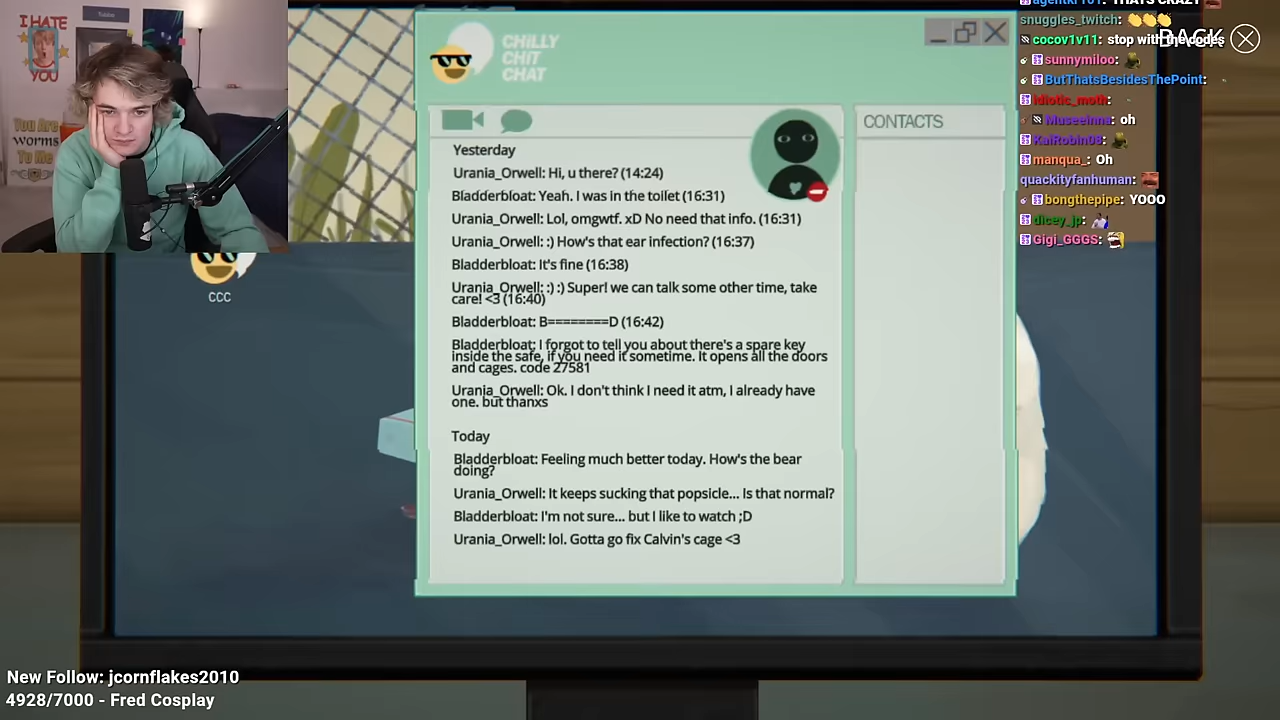 I HATE
YOU
You Are
worms
To Me
CHiLLY
CHiT
CHAT
CONTACTS
Yesterday
Urania_Orwell: Hi, u there? (14:24)
Bladderbloat: Yeah. I was in the toilet (16:31)
Urania_Orwell: Lol, omgwtf. xD No need that info. (16:31)
Urania_Orwell: :) How's that ear infection? (16:37)
Bladderbloat: It's fine (16:38)
Urania_Orwell: :) :) Super! we can talk some other time, take
care! <3 (16:40)
Bladderbloat: B========D (16:42)
Bladderbloat: I forgot to tell you about there's a spare key
inside the safe, if you need it sometime. It opens all the doors
and cages. code 27581
Urania_Orwell: Ok. I don't think I need it atm, I already have
one. but thanxs
Today
Bladderbloat: Feeling much better today. How's the bear
doing?
Urania_Orwell: It keeps sucking that popsicle... Is that normal?
Bladderbloat: I'm not sure... but I like to watch ;D
Urania_Orwell: lol. Gotta go fix Calvin's cage <3
CCC
agentkr101: THATS CRAZY
snuggles_twitch:
cocov1v11: stop with the codes
BACK
sunnymiloo:
ButThatsBesidesThePoint:
idiotic_moth:
Museeinna: oh
KaiRobin08:
manqua_: Oh
quackityfanhuman:
bongthepipe: YOOO
dicey_jp:
Gigi_GGGS:
New Follow: jcornflakes2010
4928/7000 - Fred Cosplay